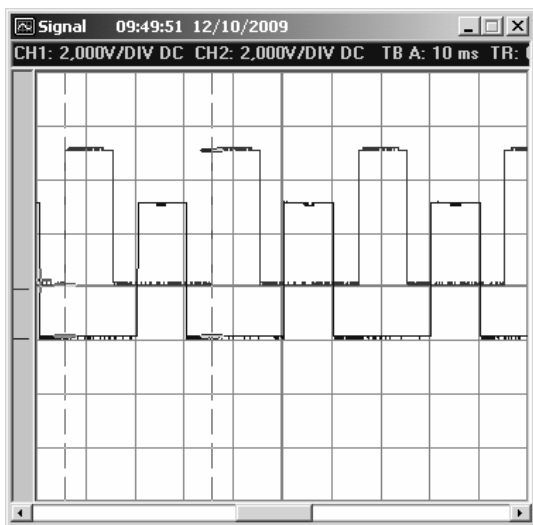 Signal 09:49:51 12/10/2009
CH1: 2,000V/DIV DC CH2: 2,000V/DIV DC TB A: 10 ms TR: